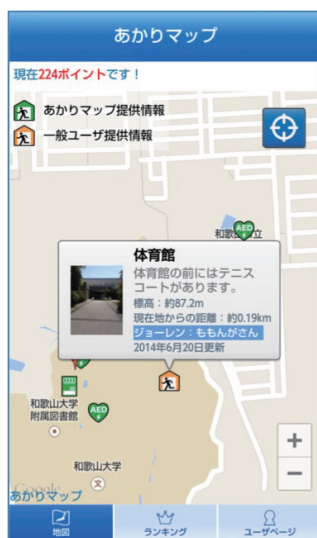 あかりマップ
現在224ポイントです！
あかりマップ提供情報
一般ユーザ提供情報
AED
体育館
体育館の前にはテニス
コートがあります。
標高：約87.2m
現在地からの距離：約0.19km
ジョーレン：ももんがさん
2014年6月20日更新
和歌山大学
附属図書館
AED
和歌山大学
文
Google
あかりマップ
+
−
地図
ランキング
ユーザページ